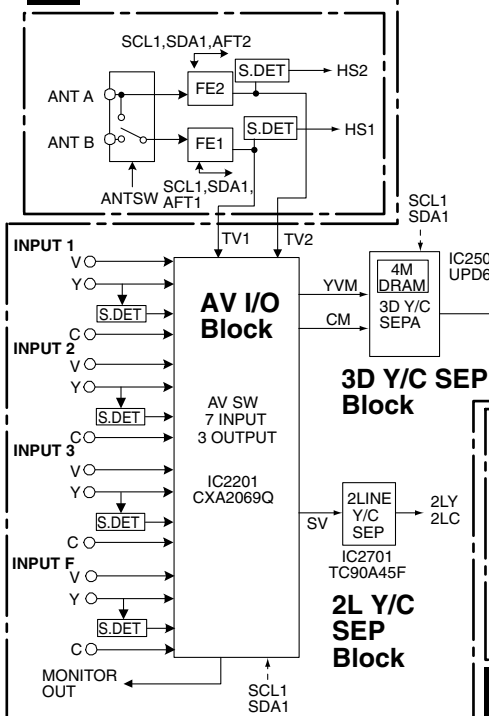 SCL1,SDA1,AFT2
S.DET
HS2
ANT A
FE2
S.DET
HS1
ANT B
FE1
ANTSW
SCL1,SDA1,
AFT1
SCL1
SDA1
TV1
TV2
INPUT 1
V
Y
S.DET
C
INPUT 2
V
Y
S.DET
C
INPUT 3
V
Y
S.DET
C
INPUT F
V
Y
S.DET
C
AV I/O
Block
AV SW
7 INPUT
3 OUTPUT
IC2201
CXA2069Q
YVM
CM
4M
DRAM
3D Y/C
SEPA
IC250
UPD6
3D Y/C SEP
Block
SV
2LINE
Y/C
SEP
2LY
2LC
IC2701
TC90A45F
2L Y/C
SEP
Block
MONITOR
OUT
SCL1
SDA1